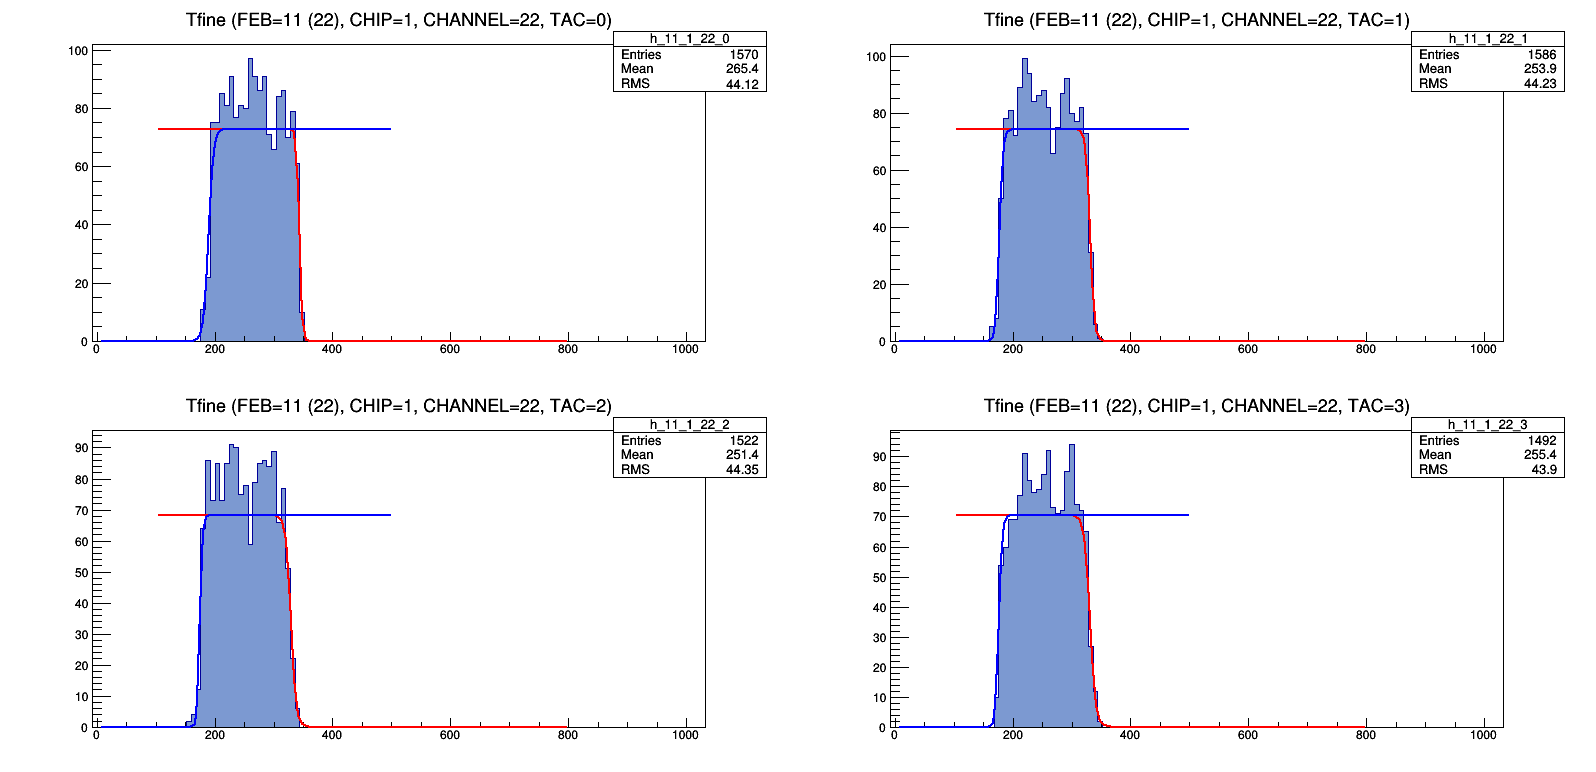 Tfine (FEB=11 (22), CHIP=1, CHANNEL=22, TAC=0)
h_11_1_22_0
Entries 1570
Mean 265.4
RMS 44.12
100
80
60
40
20
0
0 200 400 600 800 1000
Tfine (FEB=11 (22), CHIP=1, CHANNEL=22, TAC=1)
h_11_1_22_1
Entries 1586
Mean 253.9
RMS 44.23
100
80
60
40
20
0
0 200 400 600 800 1000
Tfine (FEB=11 (22), CHIP=1, CHANNEL=22, TAC=2)
h_11_1_22_2
Entries 1522
Mean 251.4
RMS 44.35
90
80
70
60
50
40
30
20
10
0
0 200 400 600 800 1000
Tfine (FEB=11 (22), CHIP=1, CHANNEL=22, TAC=3)
h_11_1_22_3
Entries 1492
Mean 255.4
RMS 43.9
90
80
70
60
50
40
30
20
10
0
0 200 400 600 800 1000